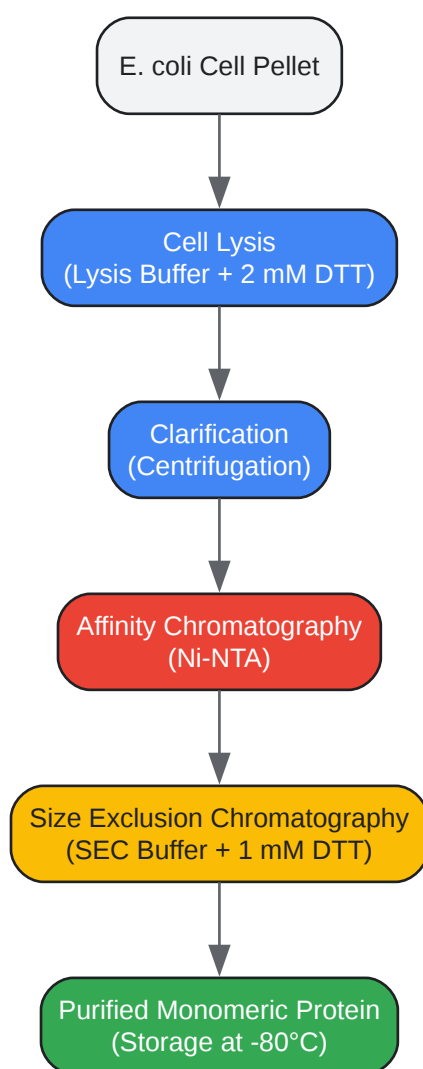 E. coli Cell Pellet
Cell Lysis
(Lysis Buffer + 2 mM DTT)
Clarification
(Centrifugation)
Affinity Chromatography
(Ni-NTA)
Size Exclusion Chromatography
(SEC Buffer + 1 mM DTT)
Purified Monomeric Protein
(Storage at -80°C)